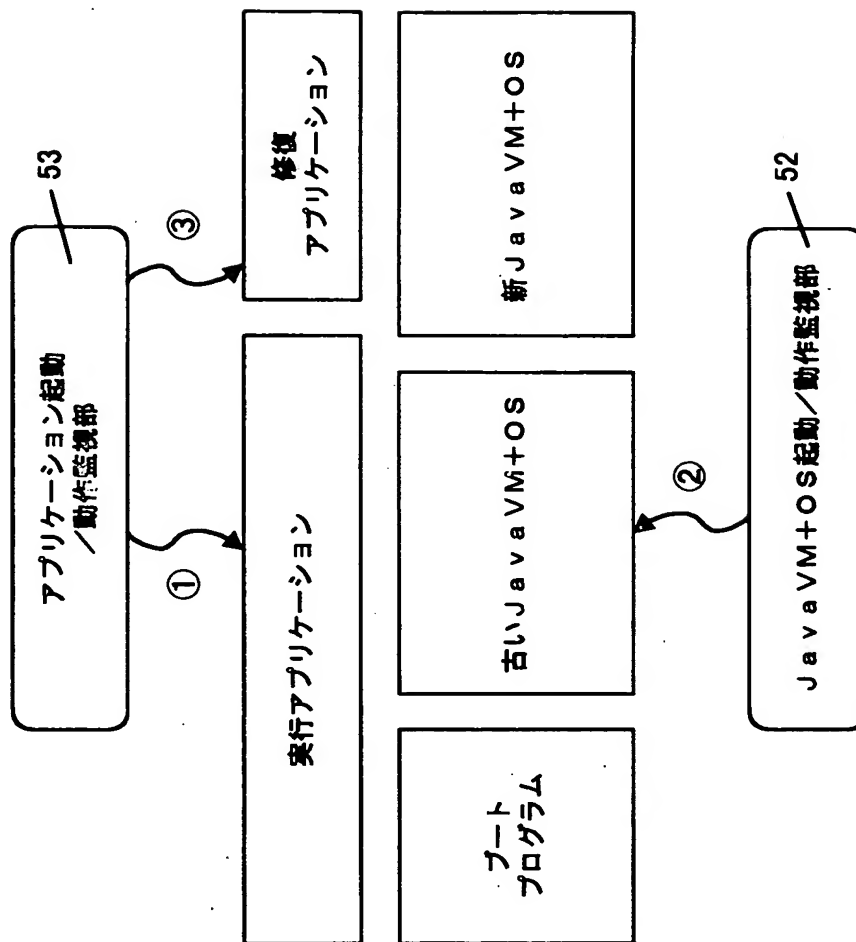 アプリケーション起動
/動作監視部
53
①
③
実行アプリケーション
修復
アプリケーション
ブート
プログラム
古いJavaVM+OS
新JavaVM+OS
②
JavaVM+OS起動/動作監視部
52